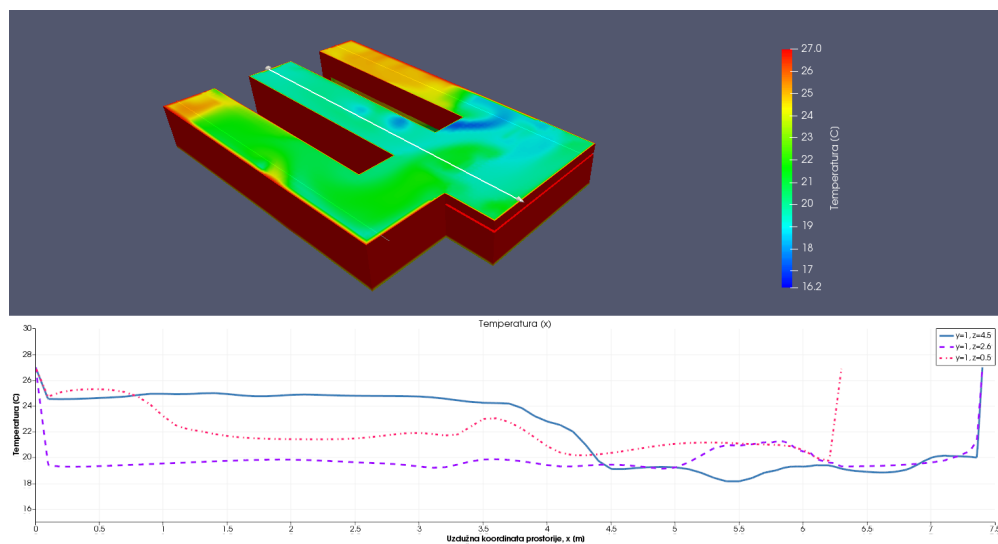 27.0
26
25
24
23
22
21
20
19
18
17
16.2
Temperatura (C)
Temperatura (x)
30
28
26
24
22
20
18
16
Temperatura (C)
y=1, z=4.5
y=1, z=2.6
y=1, z=0.5
0 0.5 1 1.5 2 2.5 3 3.5 4 4.5 5 5.5 6 6.5 7 7.5
Uzdužna koordinata prostorije, x (m)